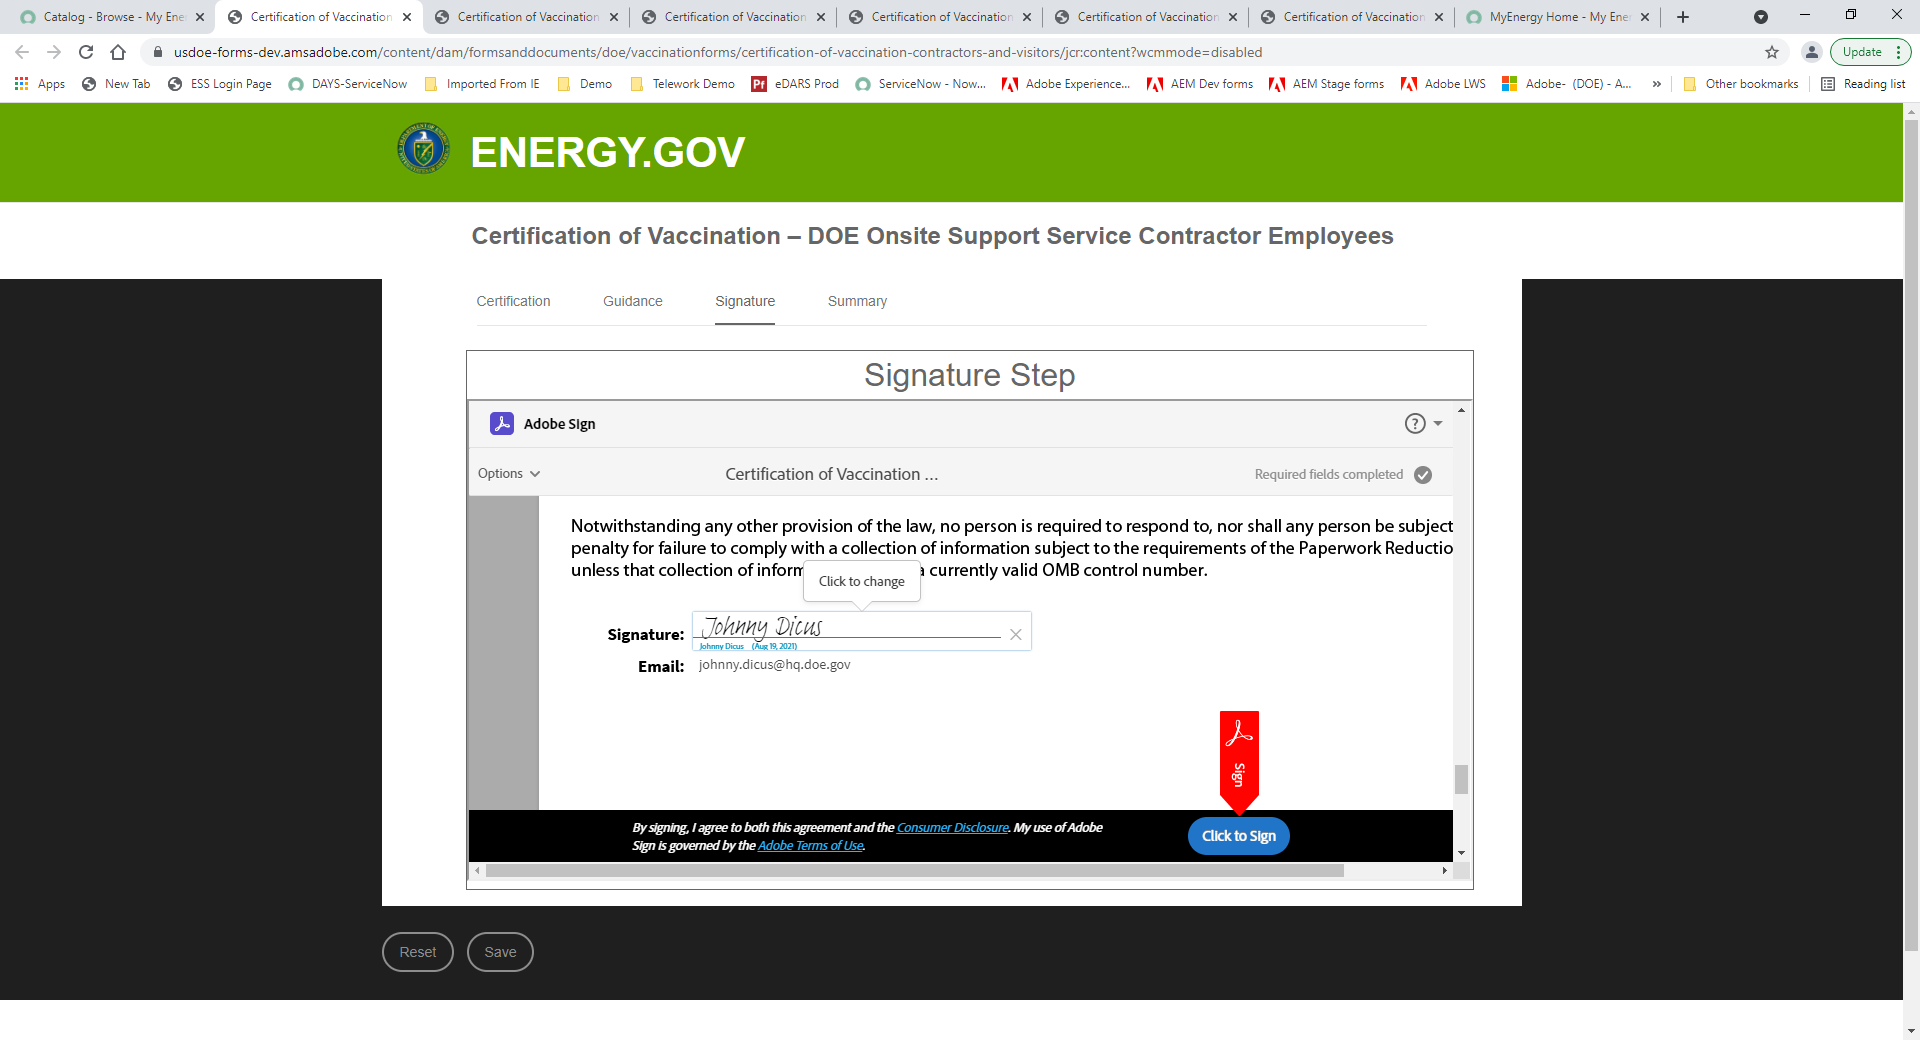 Catalog - Browse - My Ene
Certification of Vaccination
Certification of Vaccination
Certification of Vaccination
Certification of Vaccination
Certification of Vaccination
Certification of Vaccination
MyEnergy Home - My Ene
usdoe-forms-dev.amsadobe.com/content/dam/formsanddocuments/doe/vaccinationforms/certification-of-vaccination-contractors-and-visitors/jcr:content?wcmmode=disabled
Update
Apps
New Tab
ESS Login Page
DAYS-ServiceNow
Imported From IE
Demo
Telework Demo
Pf
eDARS Prod
ServiceNow - Now...
Adobe Experience...
AEM Dev forms
AEM Stage forms
Adobe LWS
Adobe- (DOE) - A...
»
Other bookmarks
Reading list
ENERGY.GOV
Certification of Vaccination – DOE Onsite Support Service Contractor Employees
Certification
Guidance
Signature
Summary
Signature Step
Adobe Sign
?
Options
Certification of Vaccination ...
Required fields completed
Notwithstanding any other provision of the law, no person is required to respond to, nor shall any person be subject
penalty for failure to comply with a collection of information subject to the requirements of the Paperwork Reductio
unless that collection of inform a currently valid OMB control number.
Click to change
Signature:
Johnny Dicus
Johnny Dicus (Aug 19, 2021)
Email:
johnny.dicus@hq.doe.gov
Sign
By signing, I agree to both this agreement and the Consumer Disclosure. My use of Adobe
Sign is governed by the Adobe Terms of Use.
Click to Sign
Reset
Save